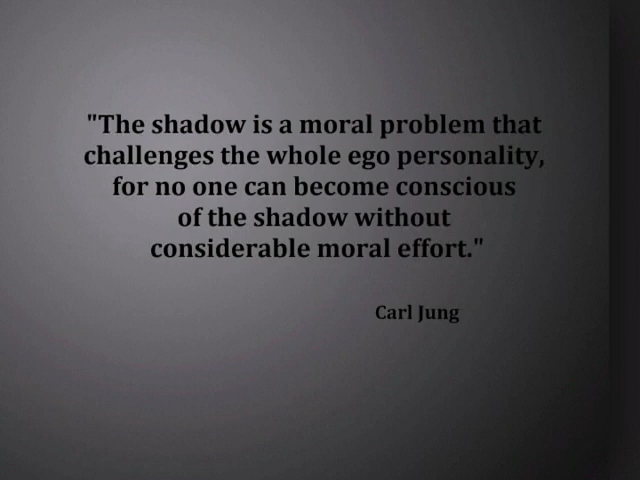 "The shadow is a moral problem that
challenges the whole ego personality,
for no one can become conscious
of the shadow without
considerable moral effort."
Carl Jung